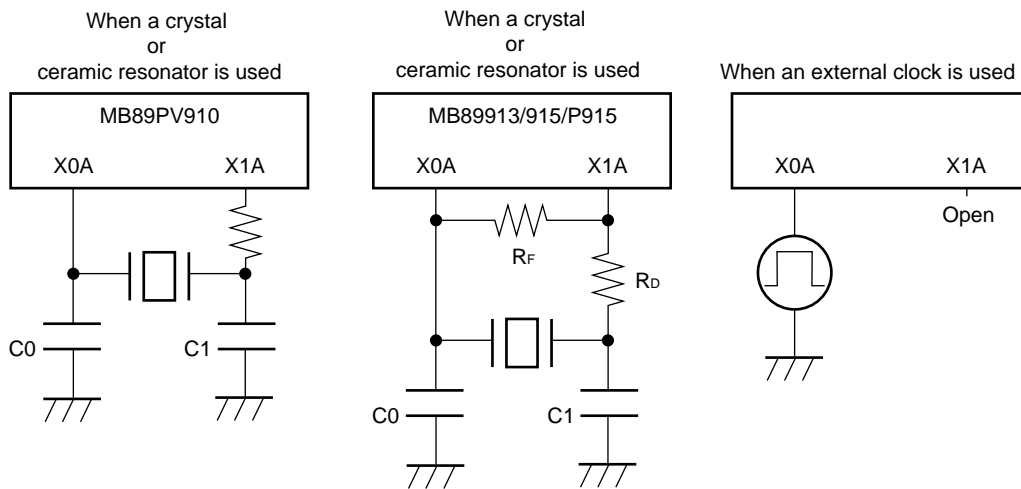 When a crystal
or
ceramic resonator is used
MB89PV910
X0A
X1A
C0
C1
When a crystal
or
ceramic resonator is used
MB89913/915/P915
X0A
X1A
RF
RD
C0
C1
When an external clock is used
X0A
X1A
Open